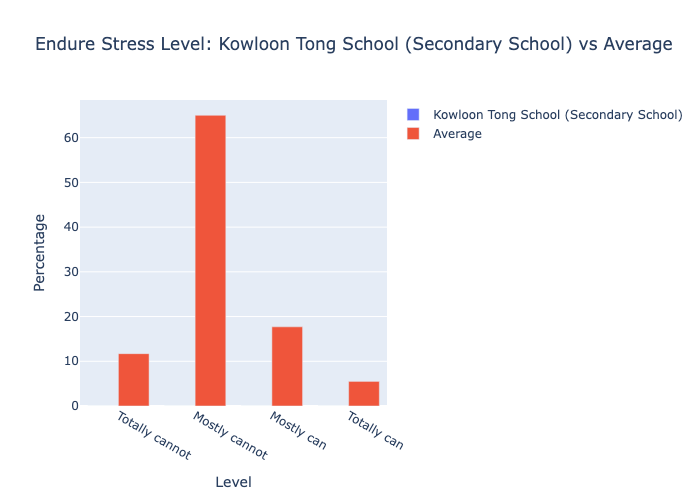 Endure Stress Level: Kowloon Tong School (Secondary School) vs Average
Kowloon Tong School (Secondary School)
Average
Percentage
60
50
40
30
20
10
0
Totally cannot
Mostly cannot
Mostly can
Totally can
Level